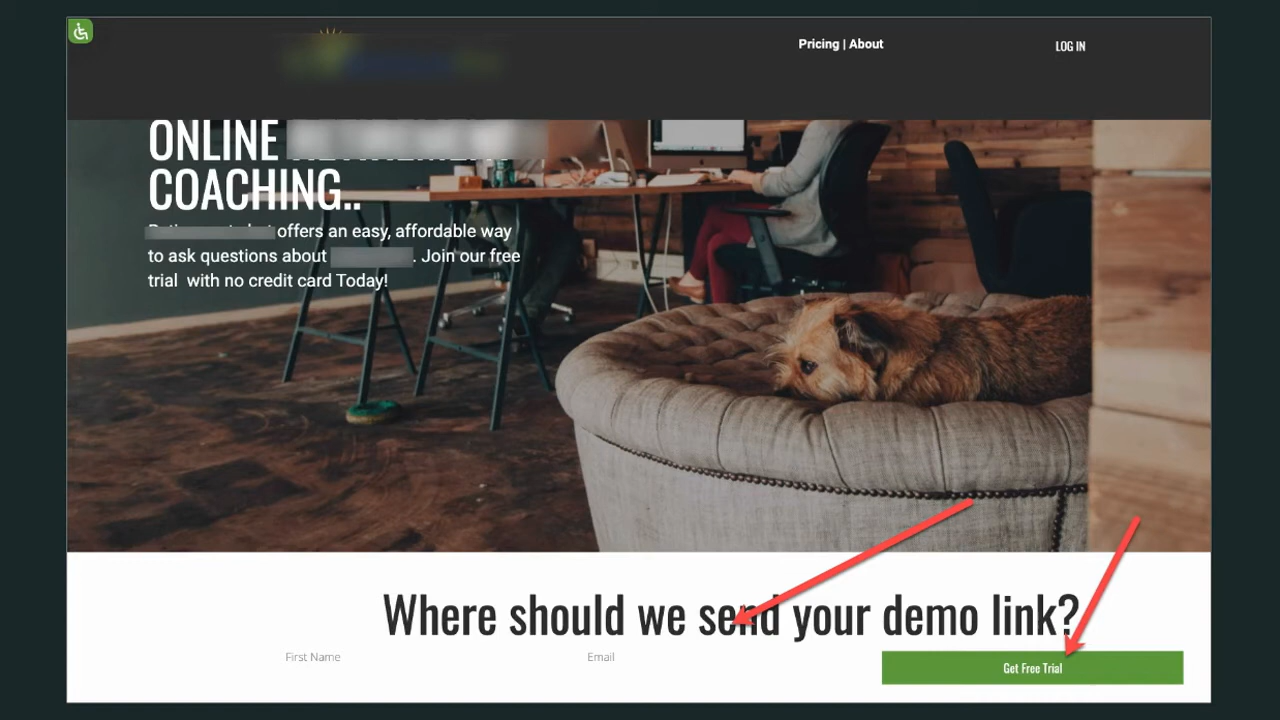 Pricing | About
LOG IN
ONLINE
COACHING..
offers an easy, affordable way
to ask questions about . Join our free
trial with no credit card Today!
Where should we send your demo link?
First Name
Email
Get Free Trial